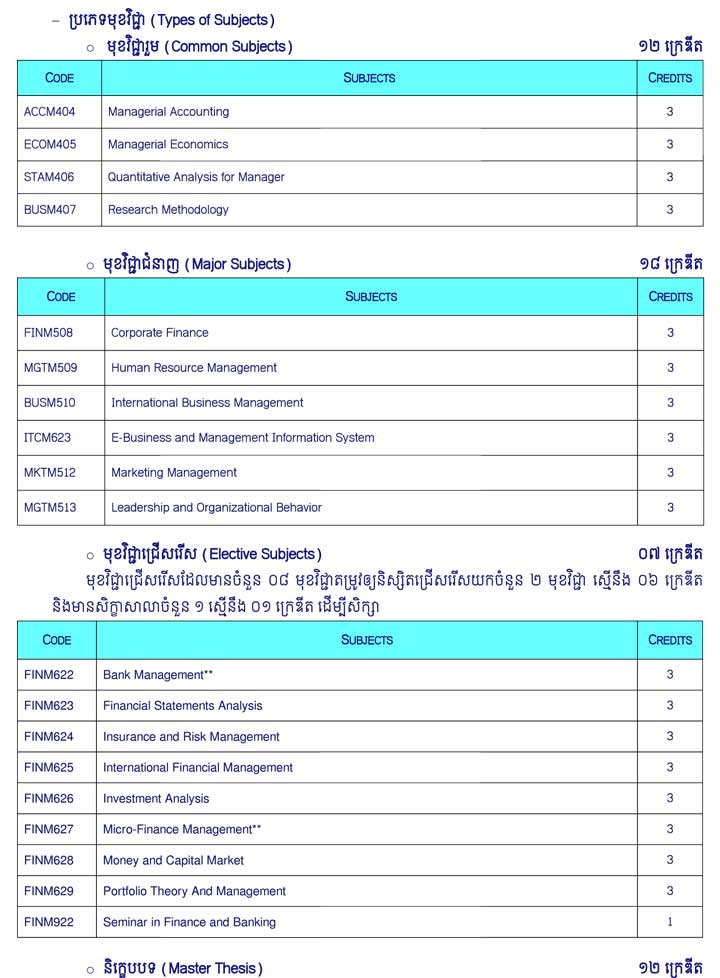 – ប្រភេទមុខវិជ្ជា (Types of Subjects)
○ មុខវិជ្ជារួម (Common Subjects) ១២ ក្រេឌីត
CODE SUBJECTS CREDITS
ACCM404 Managerial Accounting 3
ECOM405 Managerial Economics 3
STAM406 Quantitative Analysis for Manager 3
BUSM407 Research Methodology 3
○ មុខវិជ្ជាជំនាញ (Major Subjects) ១៨ ក្រេឌីត
CODE SUBJECTS CREDITS
FINM508 Corporate Finance 3
MGTM509 Human Resource Management 3
BUSM510 International Business Management 3
ITCM623 E-Business and Management Information System 3
MKTM512 Marketing Management 3
MGTM513 Leadership and Organizational Behavior 3
○ មុខវិជ្ជាជ្រើសរើស (Elective Subjects) ០៧ ក្រេឌីត
មុខវិជ្ជាជ្រើសរើសដែលមានចំនួន ០៨ មុខវិជ្ជាតម្រូវឲ្យនិស្សិតជ្រើសរើសយកចំនួន ២ មុខវិជ្ជា ស្មើនឹង ០៦ ក្រេឌីត
និងមានសិក្ខាសាលាចំនួន ១ ស្មើនឹង ០១ ក្រេឌីត ដើម្បីសិក្សា
CODE SUBJECTS CREDITS
FINM622 Bank Management** 3
FINM623 Financial Statements Analysis 3
FINM624 Insurance and Risk Management 3
FINM625 International Financial Management 3
FINM626 Investment Analysis 3
FINM627 Micro-Finance Management** 3
FINM628 Money and Capital Market 3
FINM629 Portfolio Theory And Management 3
FINM922 Seminar in Finance and Banking 1
○ និក្ខេបបទ (Master Thesis) ១២ ក្រេឌីត